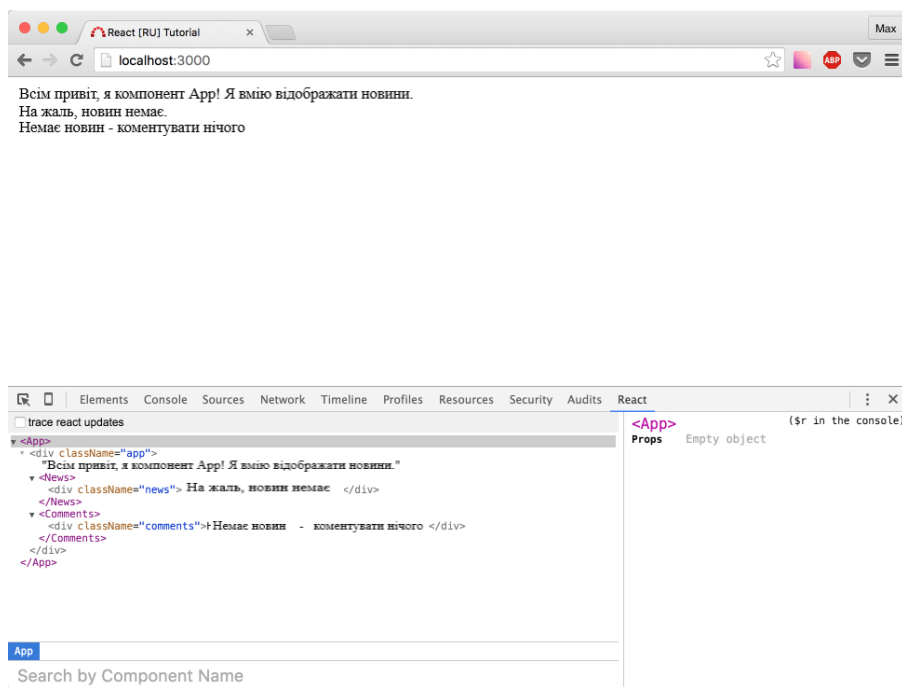 React [RU] Tutorial
Max
localhost:3000
ABP
Всім привіт, я компонент App! Я вмію відображати новини.
На жаль, новин немає.
Немає новин - коментувати нічого
Elements Console Sources Network Timeline Profiles Resources Security Audits React
trace react updates
<App>
<div className="app">
"Всім привіт, я компонент App! Я вмію відображати новини."
<News>
<div className="news"> На жаль, новин немає </div>
</News>
<Comments>
<div className="comments">Немає новин - коментувати нічого </div>
</Comments>
</div>
</App>
<App> ($r in the console)
Props Empty object
App
Search by Component Name